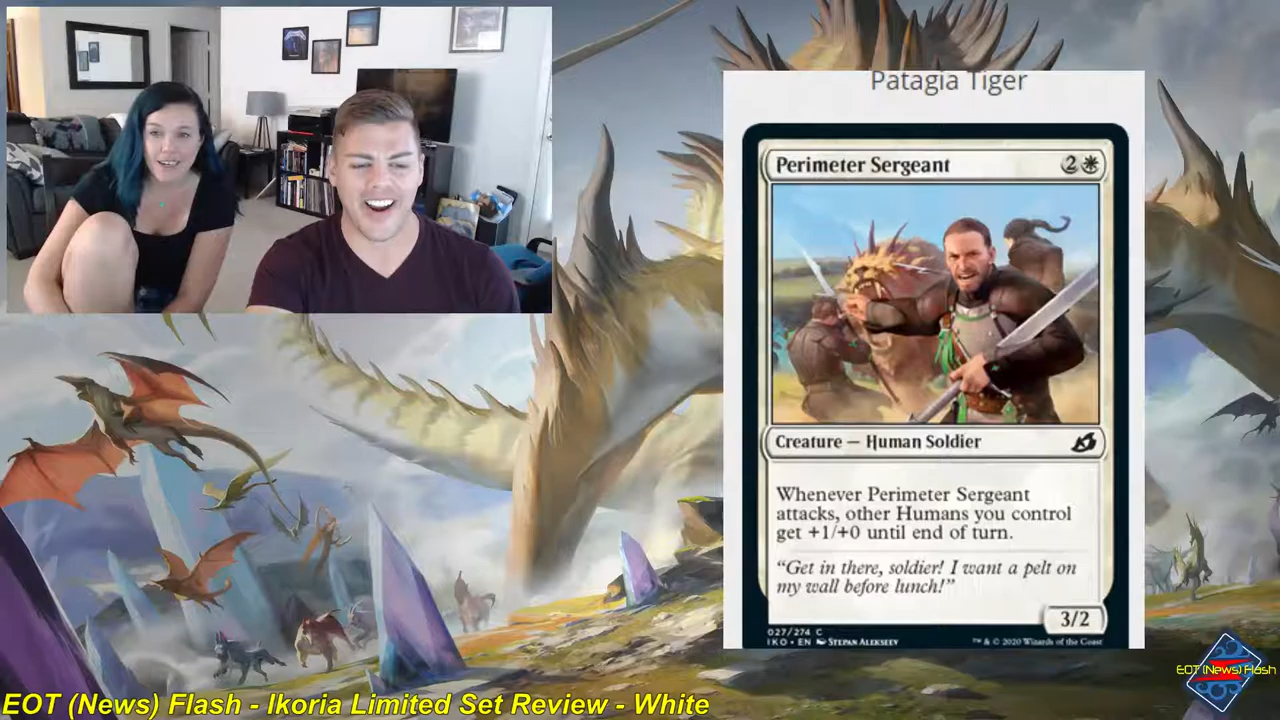 Patagia Tiger
Perimeter Sergeant 2
Creature — Human Soldier
Whenever Perimeter Sergeant
attacks, other Humans you control
get +1/+0 until end of turn.
“Get in there, soldier! I want a pelt on
my wall before lunch!”
3/2
027/274 C
IKO • EN STEPAN ALEKSEEV ™ & © 2020 Wizards of the Coast
EOT (News) Flash
EOT (News) Flash - Ikoria Limited Set Review - White